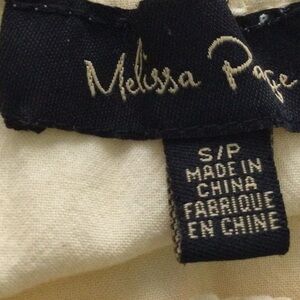 Melissa Paige
S/P
MADE IN
CHINA
FABRIQUE
EN CHINE